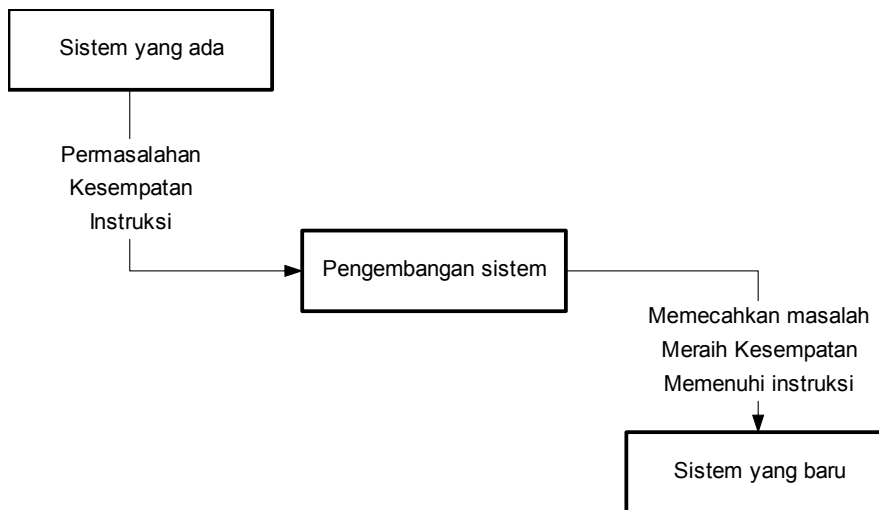 Sistem yang ada
Permasalahan
Kesempatan
Instruksi
Pengembangan sistem
Memecahkan masalah
Meraih Kesempatan
Memenuhi instruksi
Sistem yang baru